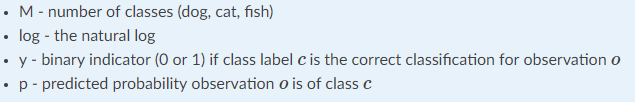 • M - number of classes (dog, cat, fish)
• log - the natural log
• y - binary indicator (0 or 1) if class label c is the correct classification for observation o
• p - predicted probability observation o is of class c